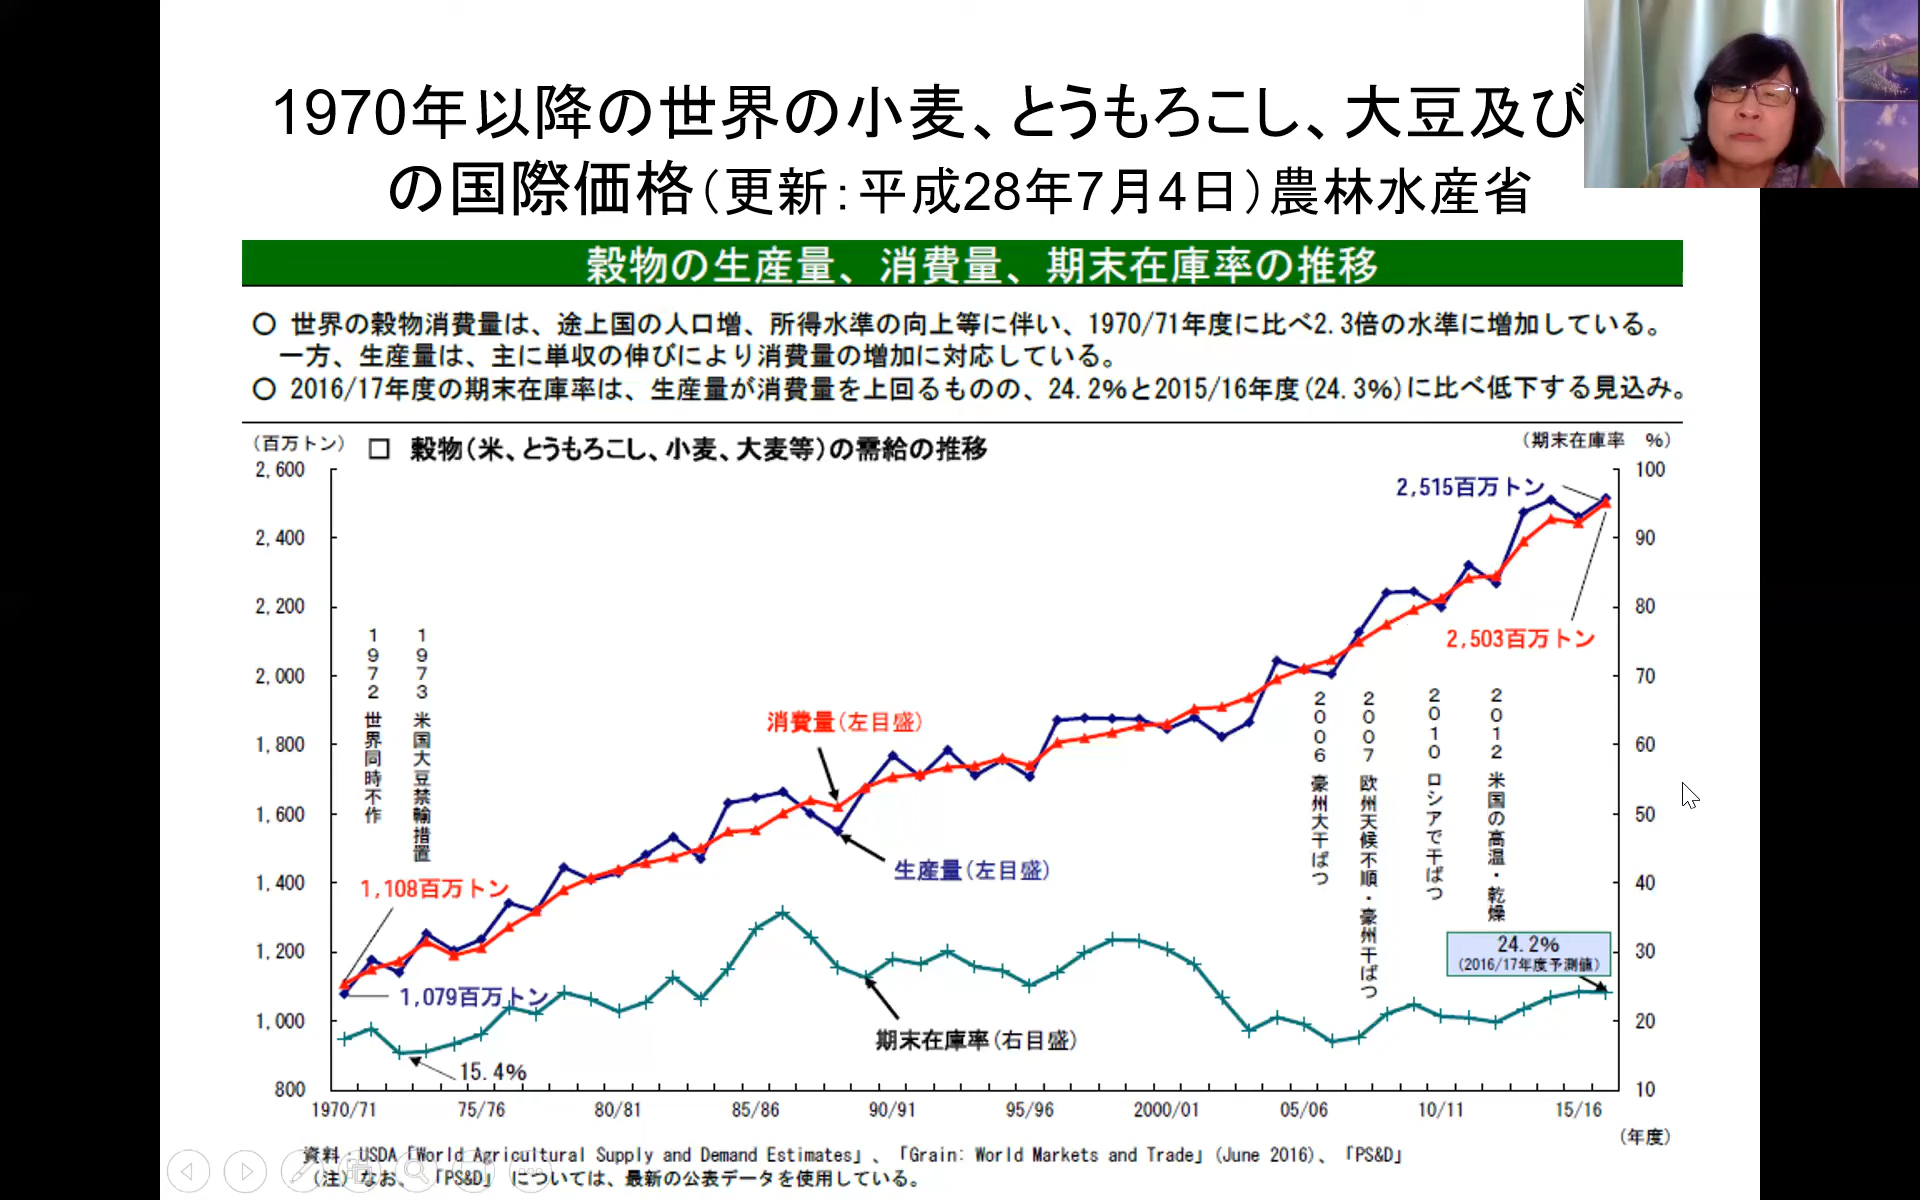 1970年以降の世界の小麦、とうもろこし、大豆及び
の国際価格（更新：平成28年7月4日）農林水産省
穀物の生産量、消費量、期末在庫率の推移
○ 世界の穀物消費量は、途上国の人口増、所得水準の向上等に伴い、1970/71年度に比べ2.3倍の水準に増加している。
一方、生産量は、主に単収の伸びにより消費量の増加に対応している。
○ 2016/17年度の期末在庫率は、生産量が消費量を上回るものの、24.2%と2015/16年度(24.3%)に比べ低下する見込み。
（百万トン）
□ 穀物（米、とうもろこし、小麦、大麦等）の需給の推移
（期末在庫率 %）
2,600
2,400
2,200
2,000
1,800
1,600
1,400
1,200
1,000
800
100
90
80
70
60
50
40
30
20
10
2,515百万トン
2,503百万トン
1972 世界同時不作
1973 米国大豆禁輸措置
消費量（左目盛）
生産量（左目盛）
1,108百万トン
1,079百万トン
2006 豪州大干ばつ
2007 欧州天候不順・豪州干ばつ
2010 ロシアで干ばつ
2012 米国の高温・乾燥
24.2%
（2016/17年度予測値）
期末在庫率（右目盛）
15.4%
1970/71 75/76 80/81 85/86 90/91 95/96 2000/01 05/06 10/11 15/16
（年度）
資料：USDA「World Agricultural Supply and Demand Estimates」、「Grain: World Markets and Trade」(June 2016)、「PS&D」
（注）なお、「PS&D」については、最新の公表データを使用している。